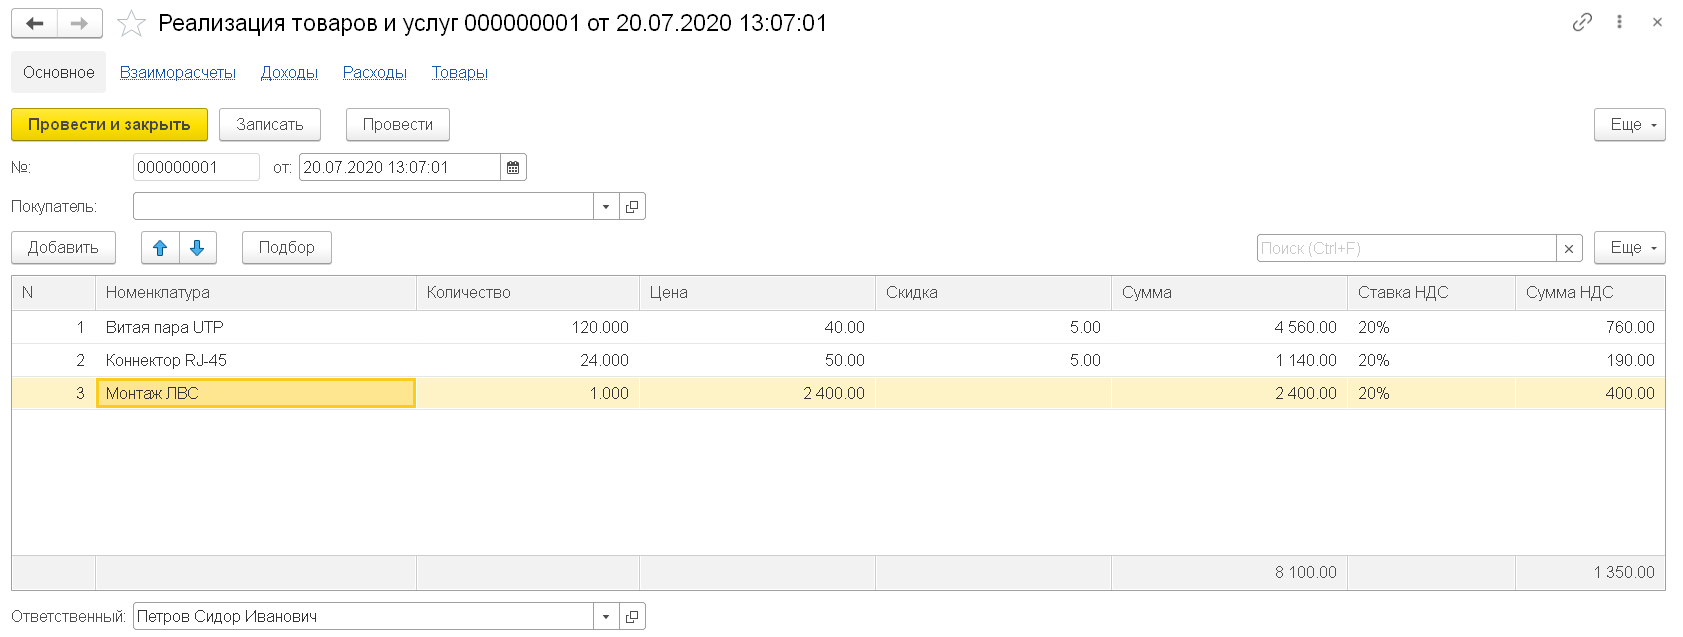 Реализация товаров и услуг 000000001 от 20.07.2020 13:07:01
Основное Взаиморасчеты Доходы Расходы Товары
Провести и закрыть Записать Провести Еще
№: 000000001 от: 20.07.2020 13:07:01
Покупатель:
Добавить Подбор Поиск (Ctrl+F) × Еще
N Номенклатура Количество Цена Скидка Сумма Ставка НДС Сумма НДС
1 Витая пара UTP 120.000 40.00 5.00 4 560.00 20% 760.00
2 Коннектор RJ-45 24.000 50.00 5.00 1 140.00 20% 190.00
3 Монтаж ЛВС 1.000 2 400.00 2 400.00 20% 400.00
8 100.00 1 350.00
Ответственный: Петров Сидор Иванович